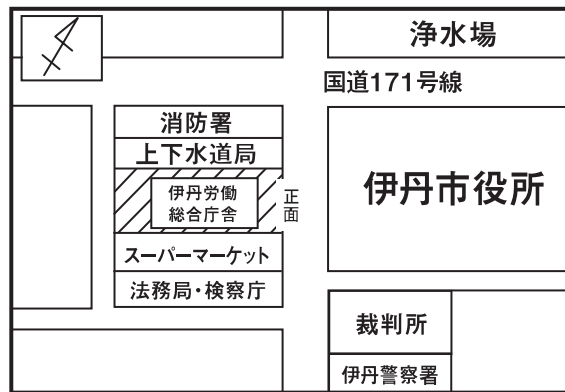 浄水場
国道171号線
消防署
上下水道局
伊丹労働
総合庁舎
正面
伊丹市役所
スーパーマーケット
法務局・検察庁
裁判所
伊丹警察署